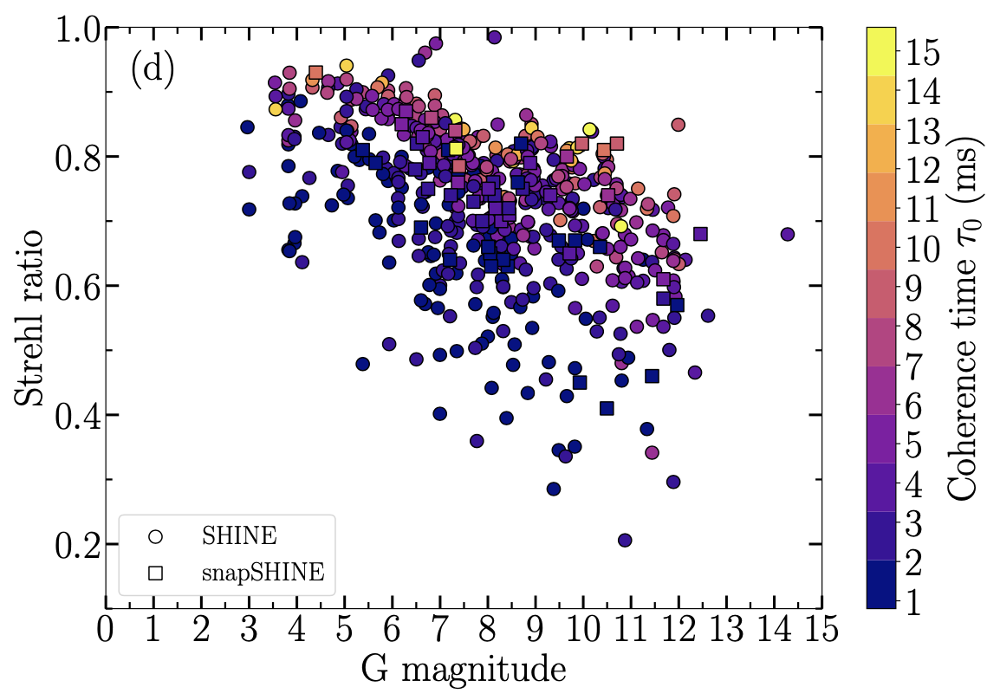 (d)
1.0
0.8
0.6
0.4
0.2
Strehl ratio
SHINE
snapSHINE
0 1 2 3 4 5 6 7 8 9 10 11 12 13 14 15
G magnitude
15
14
13
12
11
10
9
8
7
6
5
4
3
2
1
Coherence time τ₀ (ms)